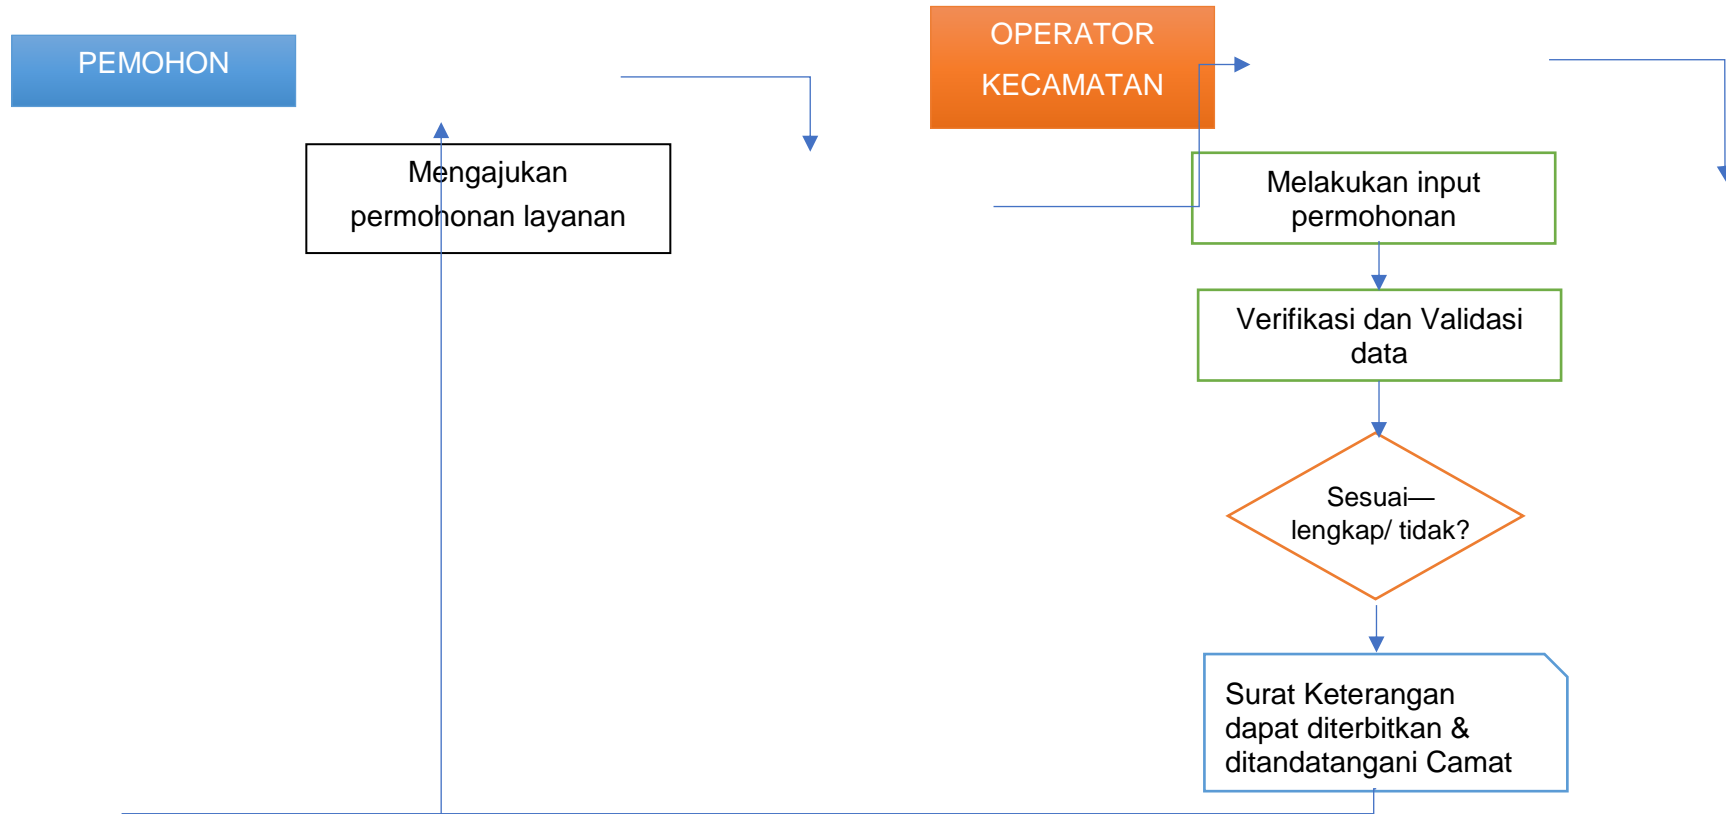 PEMOHON
OPERATOR
KECAMATAN
Mengajukan
permohonan layanan
Melakukan input
permohonan
Verifikasi dan Validasi
data
Sesuai—
lengkap/ tidak?
Surat Keterangan
dapat diterbitkan &
ditandatangani Camat